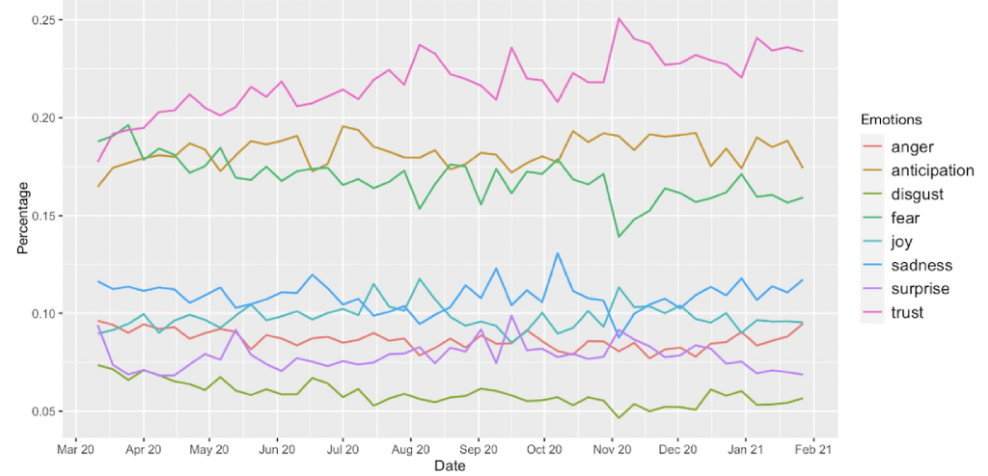 0.25
0.20
0.15
0.10
0.05
Percentage
Mar 20 Apr 20 May 20 Jun 20 Jul 20 Aug 20 Sep 20 Oct 20 Nov 20 Dec 20 Jan 21 Feb 21
Date
Emotions
anger
anticipation
disgust
fear
joy
sadness
surprise
trust